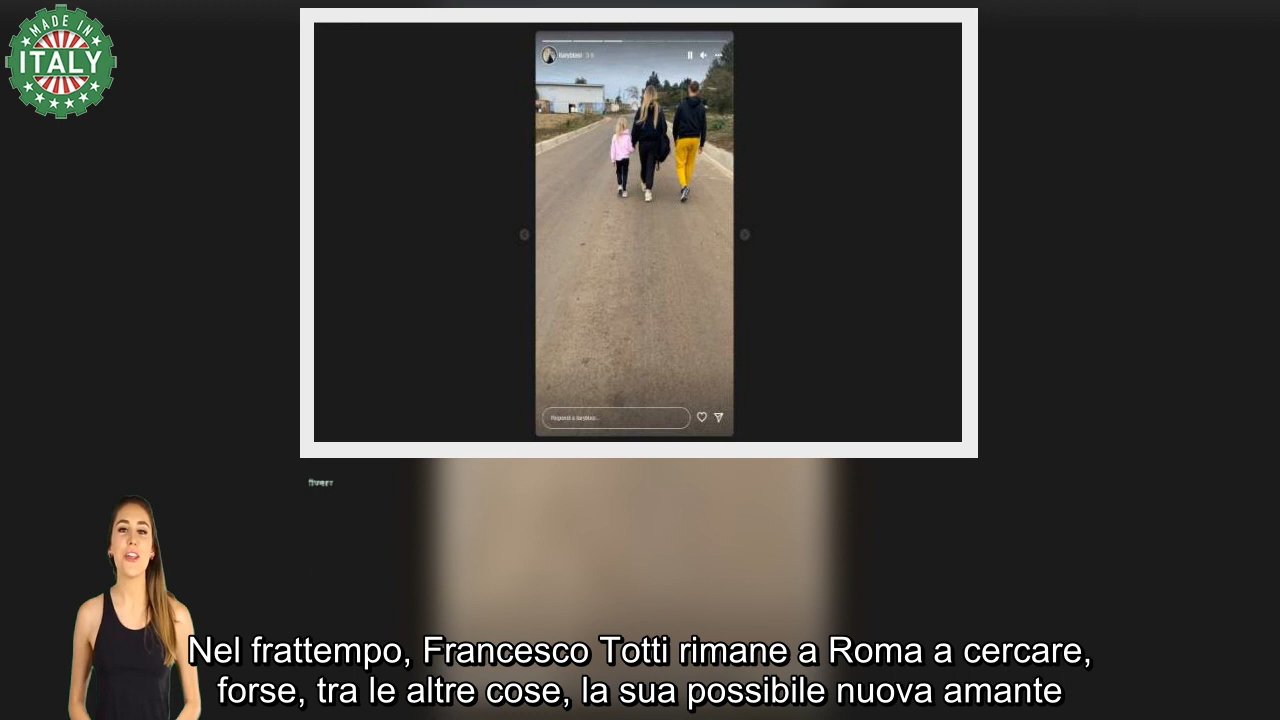 MADE IN
ITALY
Nel frattempo, Francesco Totti rimane a Roma a cercare,
forse, tra le altre cose, la sua possibile nuova amante